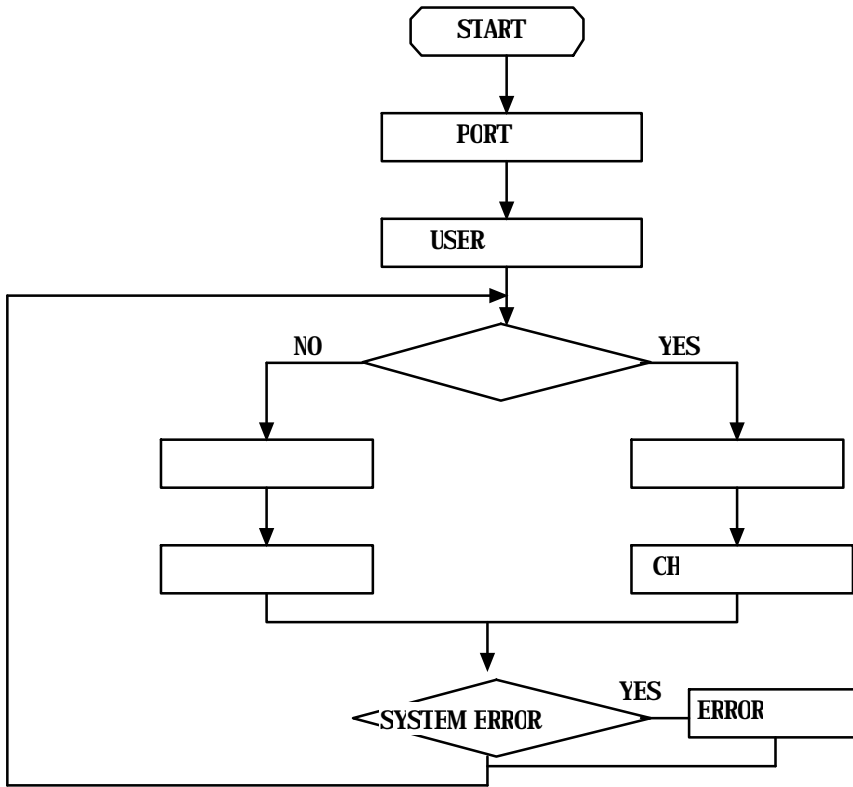 START
PORT
USER
NO
YES
CH
YES
SYSTEM ERROR
ERROR